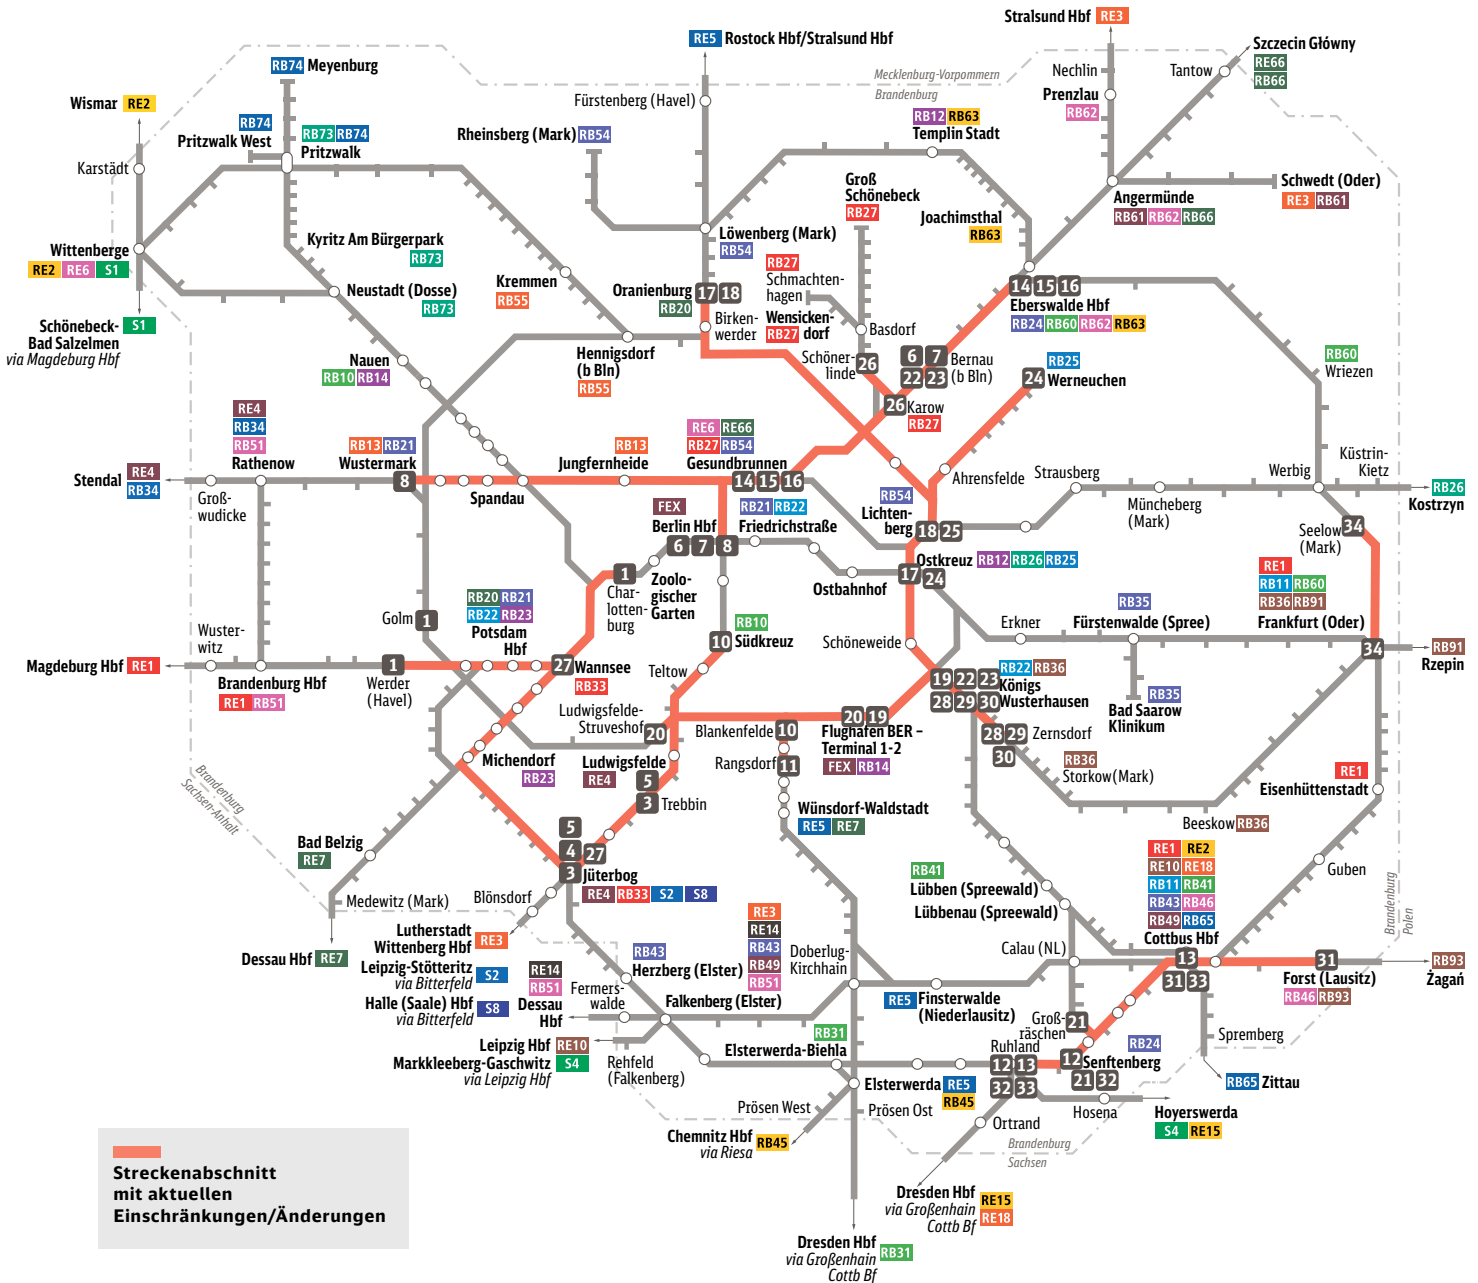 Stralsund Hbf RE3
RE5 Rostock Hbf/Stralsund Hbf
Szczecin Główny
RE66
RB66
Tantow
Nechlin
Prenzlau
RB62
Mecklenburg-Vorpommern
Brandenburg
RB74 Meyenburg
Wismar RE2
Fürstenberg (Havel)
RB74
Pritzwalk West
RB73 RB74
Pritzwalk
Rheinsberg (Mark) RB54
RB12 RB63
Templin Stadt
Karstädt
Groß
Schönebeck
RB27
Schwedt (Oder)
RE3 RB61
Angermünde
RB61 RB62 RB66
Joachimsthal
RB63
Wittenberge
RE2 RE6 S1
Kyritz Am Bürgerpark
RB73
Löwenberg (Mark)
RB54
RB27
Schmachten-
hagen
Kremmen
RB55
Neustadt (Dosse)
RB73
Oranienburg
RB20
17 18
Wensicken-
dorf
RB27
14 15 16
Eberswalde Hbf
RB24 RB60 RB62 RB63
Schönebeck-
Bad Salzelmen
via Magdeburg Hbf
S1
Birken-
werder
Basdorf
Nauen
RB10 RB14
Hennigsdorf
(b Bln)
RB55
Schöner-
linde
26
6 7
22 23
Bernau
(b Bln)
RB25
24 Werneuchen
RB60
Wriezen
26 Karow
RB27
RE4
RB34
RB51
Rathenow
RB13 RB21
Wustermark
8
RB13
Jungfernheide
RE6 RE66
RB27 RB54
Gesundbrunnen
14 15 16
Stendal RE4
RB34
Groß-
wudicke
Spandau
Ahrensfelde
Strausberg
Müncheberg
(Mark)
Werbig
Küstrin-
Kietz
RB26
Kostrzyn
RB54
Lichten-
berg
18 25
FEX
Berlin Hbf
6 7 8
RB21 RB22
Friedrichstraße
Seelow
(Mark)
34
Ostkreuz RB12 RB26 RB25
17
24
Ostbahnhof
1
Char-
lotten-
burg
Zoolo-
gischer
Garten
RE1
RB11 RB60
RB36 RB91
Frankfurt (Oder)
34
RB91
Rzepin
Golm 1
RB20 RB21
RB22 RB23
Potsdam
Hbf
RB10
10 Südkreuz
Schöneweide
Erkner
RB35
Fürstenwalde (Spree)
RB35
Bad Saarow
Klinikum
Wuster-
witz
Magdeburg Hbf RE1
Brandenburg Hbf
RE1 RB51
1
Werder
(Havel)
27 Wannsee
RB33
Teltow
19 22 23
28 29 30
RB22 RB36
Königs
Wusterhausen
Ludwigsfelde-
Struveshof
20
Blankenfelde 10
20 19
Flughafen BER –
Terminal 1-2
FEX RB14
28 29
30
Zernsdorf
RB36
Storkow(Mark)
Michendorf
RB23
Ludwigsfelde
RE4
5
3 Trebbin
Rangsdorf 11
Brandenburg
Sachsen-Anhalt
RE1
Eisenhüttenstadt
Wünsdorf-Waldstadt
RE5 RE7
Beeskow RB36
Bad Belzig
RE7
5
4 27
3 Jüterbog
RE4 RB33 S2 S8
RE1 RE2
RE10 RE18
RB11 RB41
RB43 RB46
RB49 RB65
Cottbus Hbf
13
31 33
Guben
RB41
Lübben (Spreewald)
Lübbenau (Spreewald)
Medewitz (Mark)
Blönsdorf
Brandenburg
Polen
Dessau Hbf RE7
Lutherstadt
Wittenberg Hbf RE3
Leipzig-Stötteritz
via Bitterfeld
S2
Halle (Saale) Hbf
via Bitterfeld
S8
RB43
Herzberg (Elster)
RE3
RE14
RB43
RB49
RB51
Falkenberg (Elster)
Doberlug-
Kirchhain
Calau (NL)
31
Forst (Lausitz)
RB46 RB93
RB93
Żagań
RE14
RB51
Dessau
Hbf
Fermers-
walde
RE5 Finsterwalde
(Niederlausitz)
Groß-
räschen
21
Spremberg
Leipzig Hbf RE10
Markkleeberg-Gaschwitz
via Leipzig Hbf
S4
Rehfeld
(Falkenberg)
RB31
Elsterwerda-Biehla
Ruhland
12 13
32 33
RB24
12 Senftenberg
21 32
RB65 Zittau
Elsterwerda RE5
RB45
Prösen West
Prösen Ost
Hosena
Hoyerswerda
S4 RE15
Ortrand
Chemnitz Hbf
via Riesa
RB45
Brandenburg
Sachsen
Dresden Hbf
via Großenhain
Cottb Bf
RE15
RE18
Dresden Hbf
via Großenhain
Cottb Bf
RB31
Streckenabschnitt
mit aktuellen
Einschränkungen/Änderungen